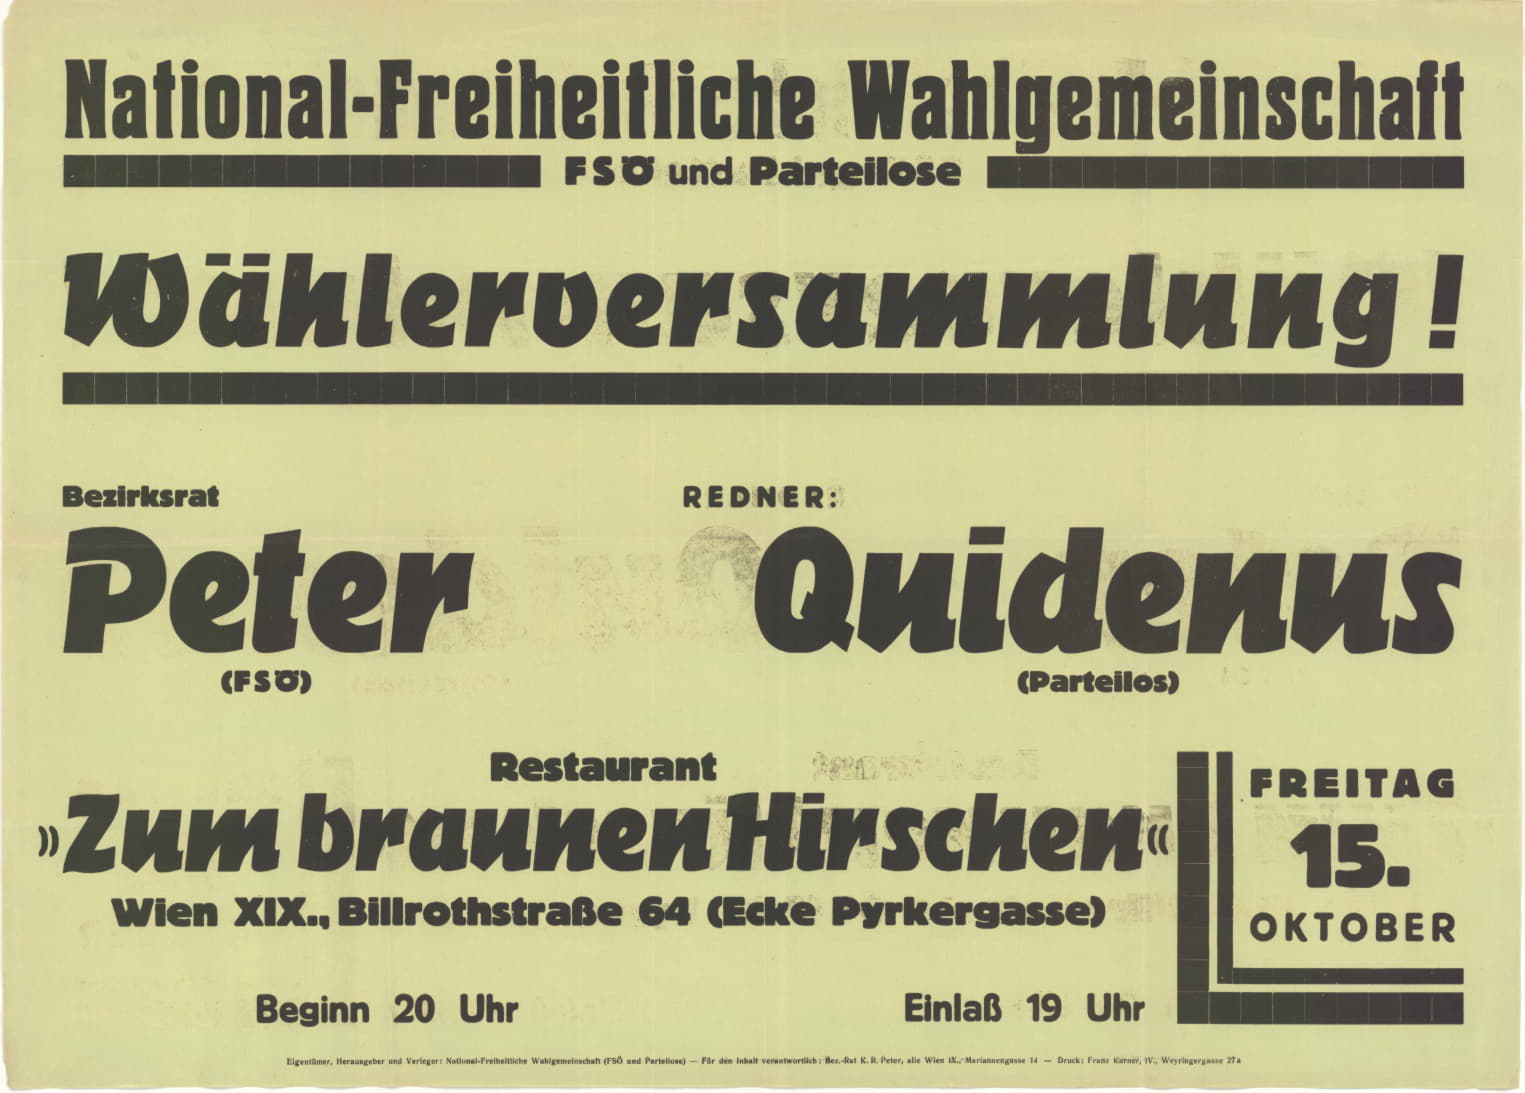 National-Freiheitliche Wahlgemeinschaft
FSÖ und Parteilose
Wählerversammlung!
REDNER:
Bezirksrat
Peter
(FSÖ)
Quidenus
(Parteilos)
Restaurant
»Zum braunen Hirschen«
Wien XIX., Billrothstraße 64 (Ecke Pyrkergasse)
FREITAG
15.
OKTOBER
Beginn 20 Uhr
Einlaß 19 Uhr
Eigentümer, Herausgeber und Verleger: National-Freiheitliche Wahlgemeinschaft (FSÖ und Parteilose) — Für den Inhalt verantwortlich: Bez.-Rat K. R. Peter, alle Wien IX., Mariannengasse 14 — Druck: Franz Karner, IV., Weyringergasse 27a